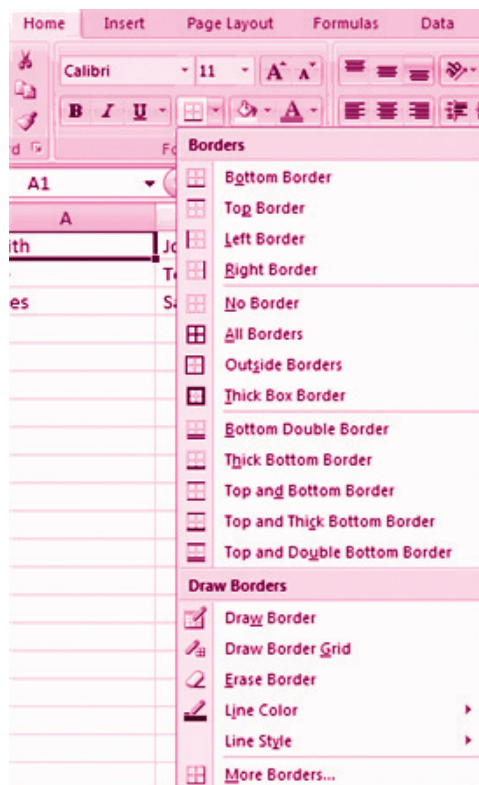 Home Insert Page Layout Formulas Data
Calibri 11 A A
B I U A
A1
A
Borders
Bottom Border
Top Border
Left Border
Right Border
No Border
All Borders
Outside Borders
Thick Box Border
Bottom Double Border
Thick Bottom Border
Top and Bottom Border
Top and Thick Bottom Border
Top and Double Bottom Border
Draw Borders
Draw Border
Draw Border Grid
Erase Border
Line Color
Line Style
More Borders...